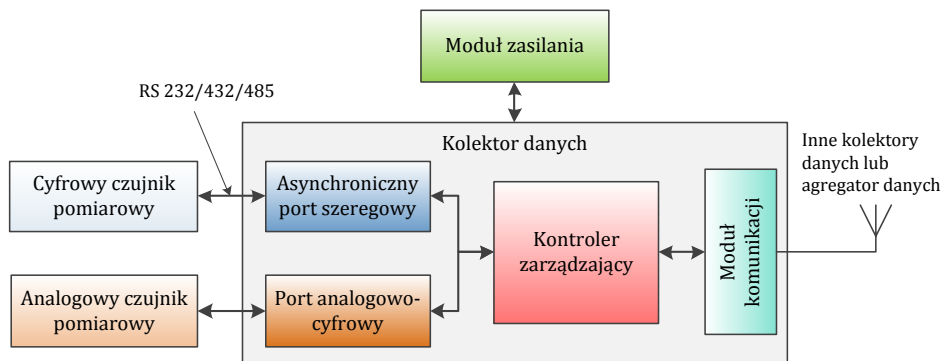 Moduł zasilania
RS 232/432/485
Kolektor danych
Inne kolektory
danych lub
agregator danych
Cyfrowy czujnik
pomiarowy
Asynchroniczny
port szeregowy
Kontroler
zarządzający
Moduł
komunikacji
Analogowy czujnik
pomiarowy
Port analogowo-
cyfrowy